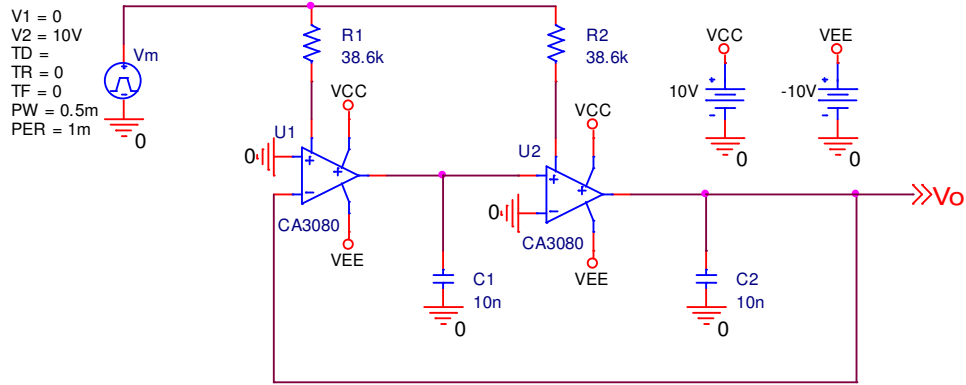 V1 = 0
V2 = 10V
TD =
TR = 0
TF = 0
PW = 0.5m
PER = 1m
Vm
+
-
0
R1
38.6k
R2
38.6k
VCC
10V
+
-
0
VEE
-10V
+
-
0
VCC
U1
0
+
-
+
CA3080
VEE
VCC
U2
0
+
-
+
CA3080
VEE
C1
10n
0
C2
10n
0
Vo